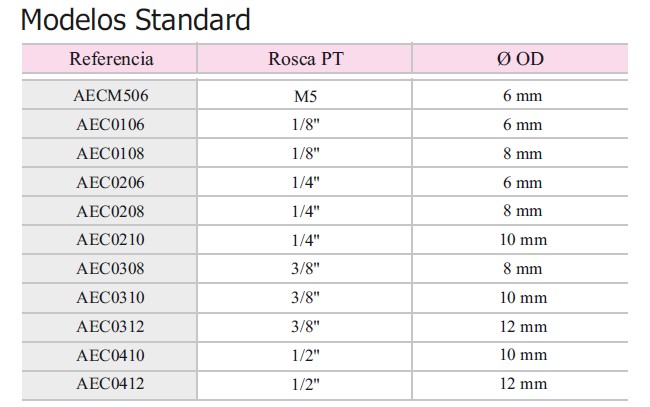 Modelos Standard
Referencia Rosca PT Ø OD
AECM506 M5 6 mm
AEC0106 1/8" 6 mm
AEC0108 1/8" 8 mm
AEC0206 1/4" 6 mm
AEC0208 1/4" 8 mm
AEC0210 1/4" 10 mm
AEC0308 3/8" 8 mm
AEC0310 3/8" 10 mm
AEC0312 3/8" 12 mm
AEC0410 1/2" 10 mm
AEC0412 1/2" 12 mm